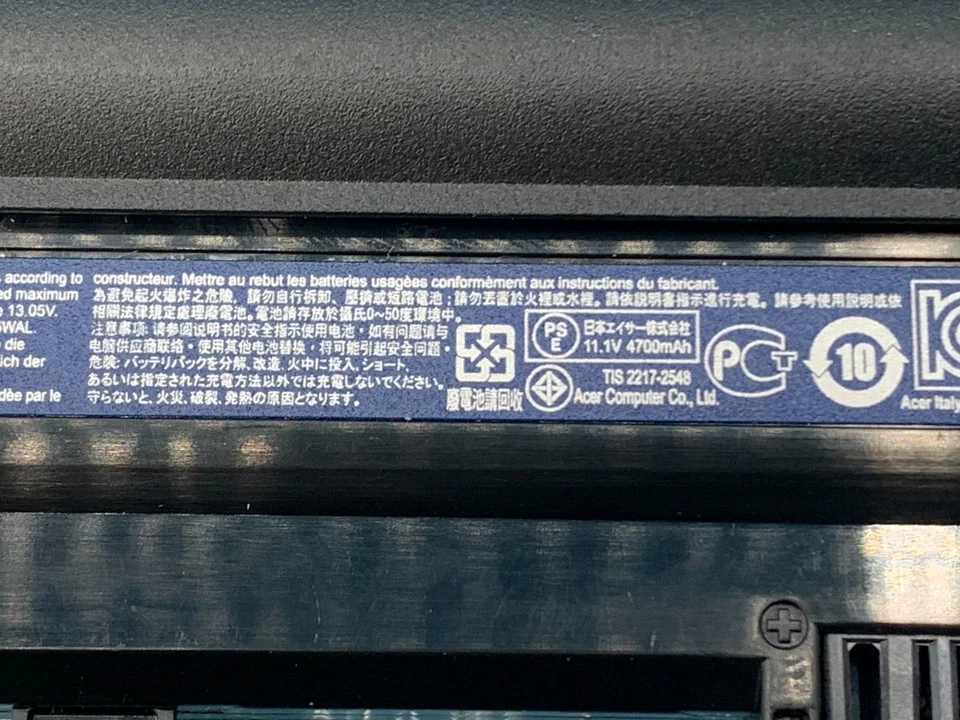 s according to
ed maximum
e 13.05V.
5WAL.
e die
ich der
dèe par le
constructeur. Mettre au rebut les batteries usagées conformèment aux instructions du fabricant.
為避免起火爆炸之危險，請勿自行拆卸、壓擠或短路電池；請勿丟置於火裡或水裡。請依說明書指示進行充電。請參考使用說明或依
相關法律規定處理廢電池。電池請存放於攝氏0~50度環境中。
注意事项: 请参阅说明书的安全指示使用电池，如有问题请与
电脑供应商联络。使用其他电池替换，将可能引起安全问题。
危険: バッテリパックを分解、改造、火中に投入、ショート、
あるいは指定された充電方法以外では充電しないでください。
守らないと、火災、破裂、発熱の原因となります。
廢電池請回收
PS
E
日本エイサー株式会社
11.1V 4700mAh
TIS 2217-2548
Acer Computer Co., Ltd.
PCT
10
Acer Italy